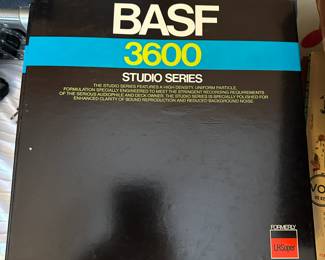 BASF
3600
STUDIO SERIES
THE STUDIO SERIES FEATURES A HIGH DENSITY, UNIFORM PARTICLE,
FORMULATION SPECIALLY ENGINEERED TO MEET THE STRINGENT RECORDING REQUIREMENTS
OF THE SERIOUS AUDIOPHILE AND DECK OWNER. THE STUDIO SERIES IS SPECIALLY POLISHED FOR
ENHANCED CLARITY OF SOUND REPRODUCTION AND REDUCED BACKGROUND NOISE.
FORMERLY
LHSuper